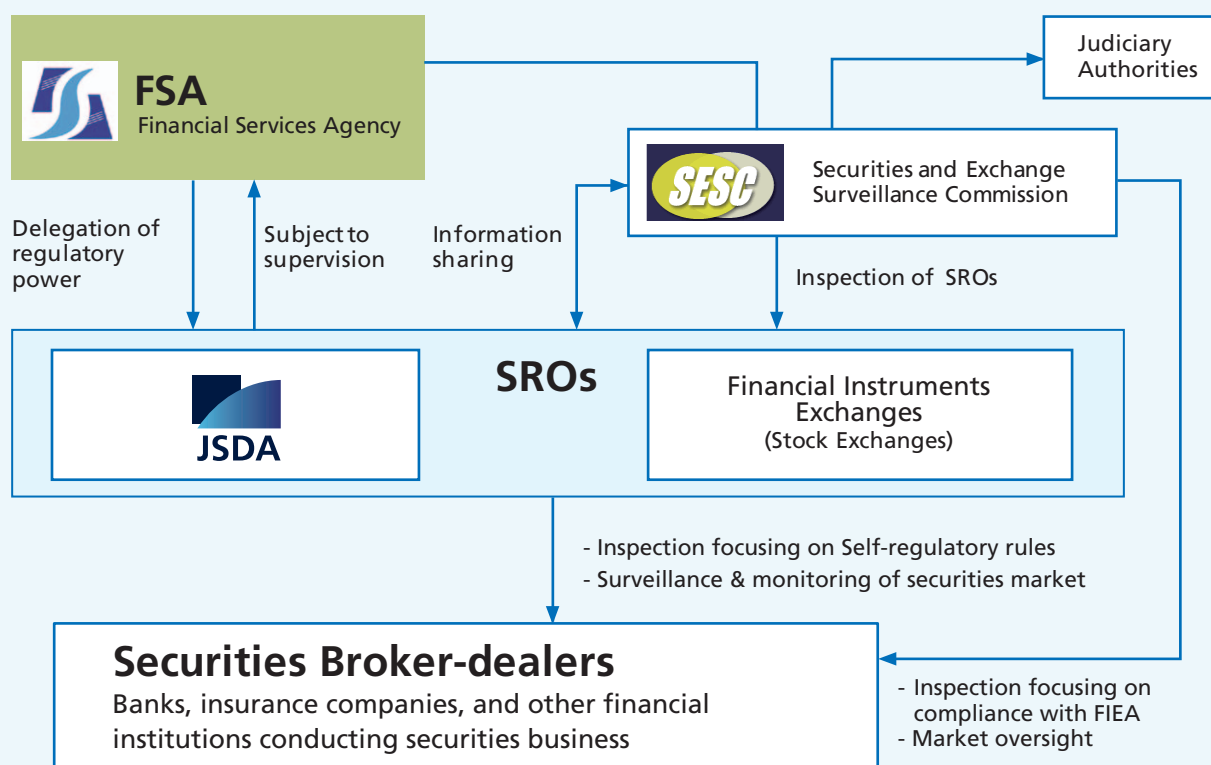 FSA
Financial Services Agency
Judiciary
Authorities
SESC
Securities and Exchange
Surveillance Commission
Delegation of
regulatory
power
Subject to
supervision
Information
sharing
Inspection of SROs
SROs
JSDA
Financial Instruments
Exchanges
(Stock Exchanges)
- Inspection focusing on Self-regulatory rules
- Surveillance & monitoring of securities market
Securities Broker-dealers
Banks, insurance companies, and other financial
institutions conducting securities business
- Inspection focusing on
compliance with FIEA
- Market oversight